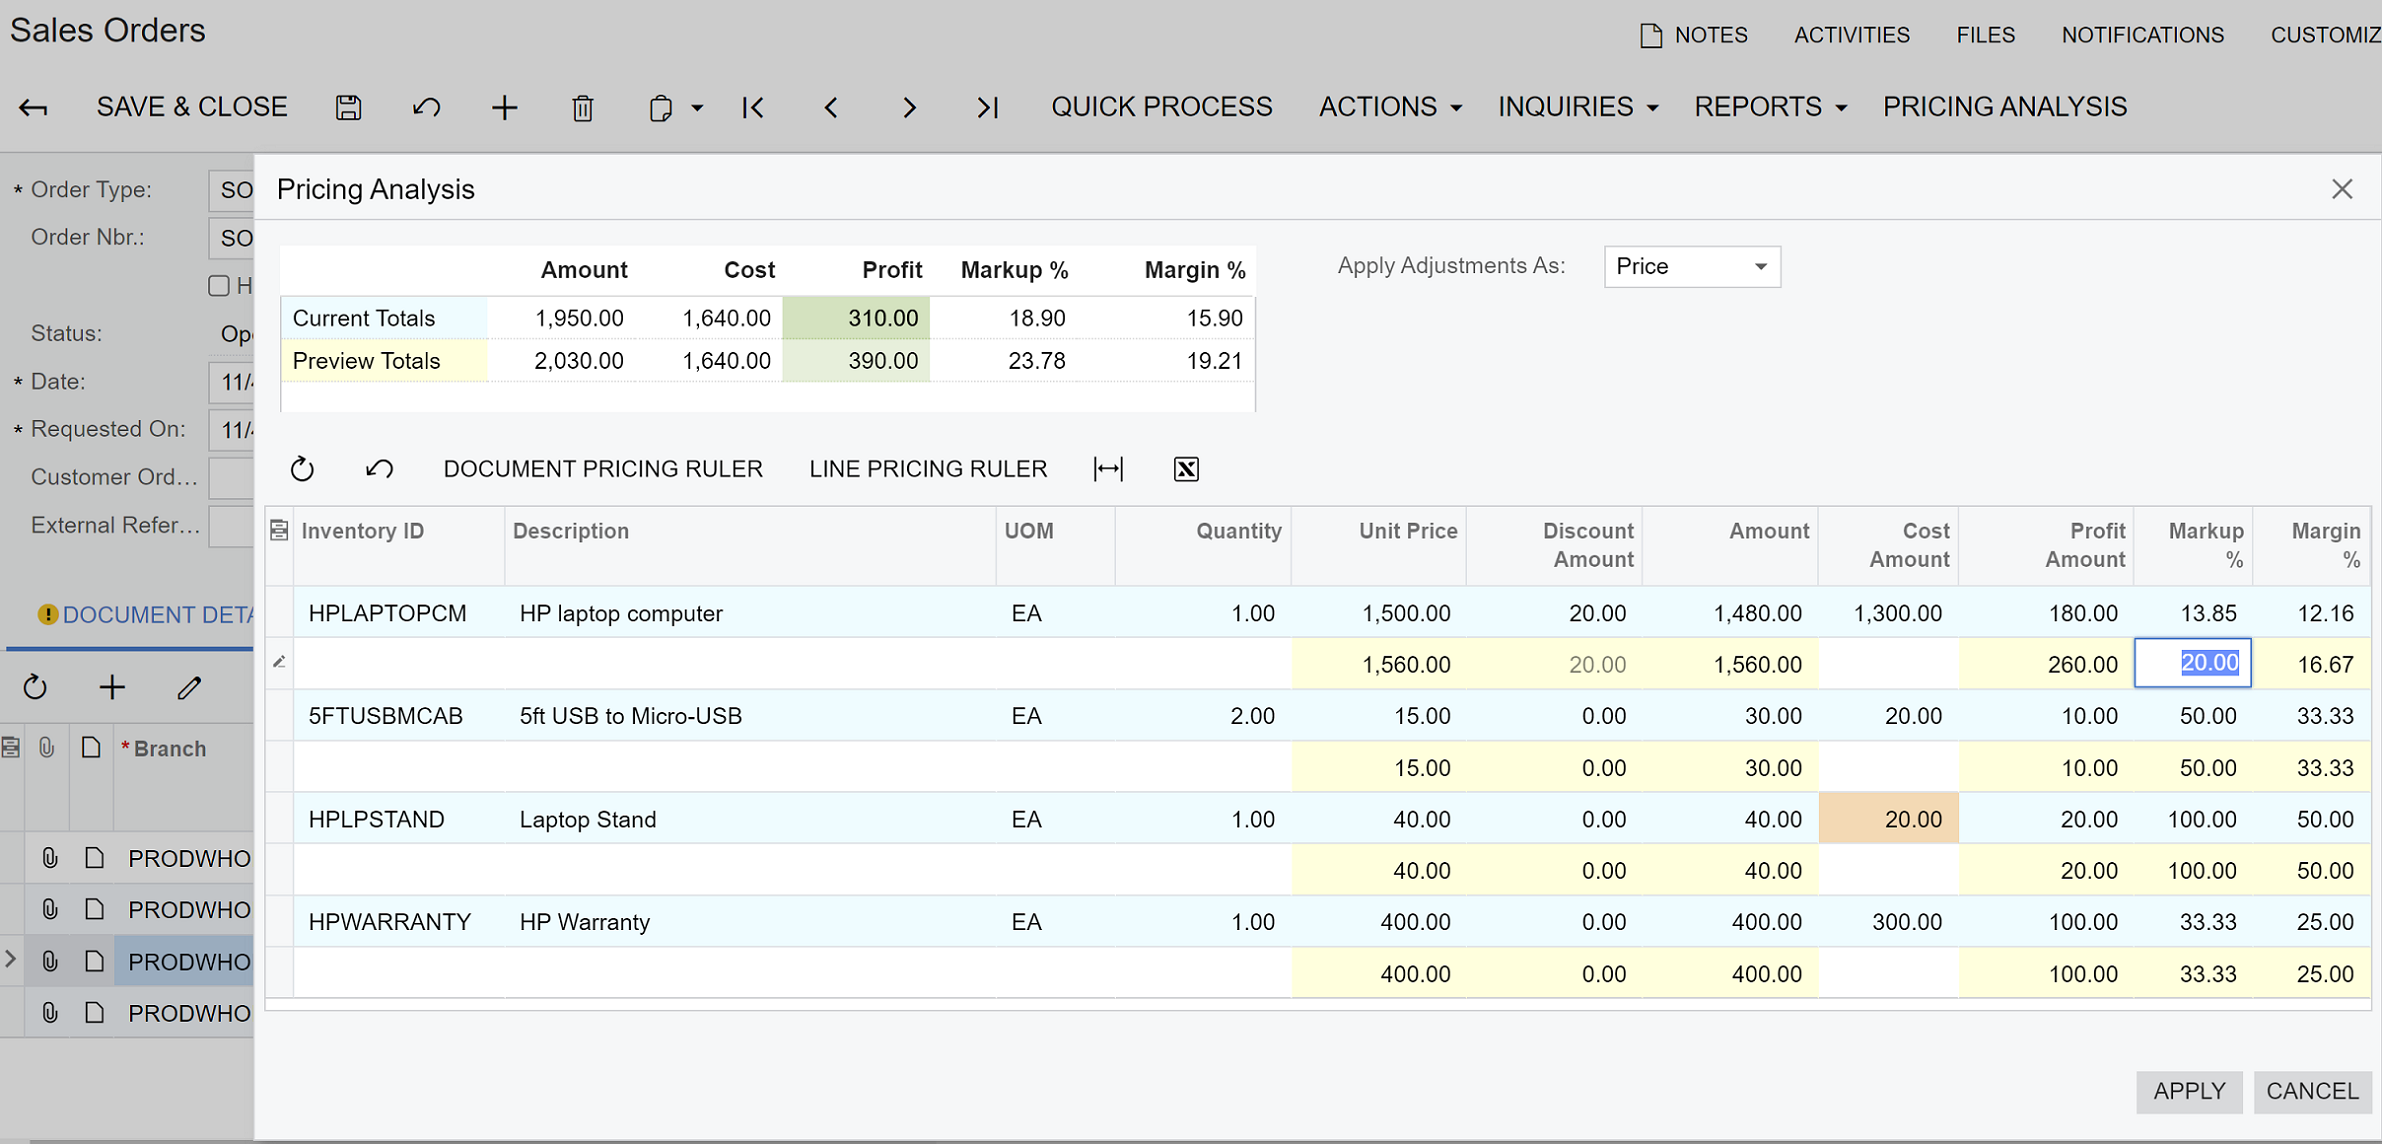 Sales Orders
NOTES ACTIVITIES FILES NOTIFICATIONS CUSTOMIZ
SAVE & CLOSE QUICK PROCESS ACTIONS INQUIRIES REPORTS PRICING ANALYSIS
* Order Type: SO
Order Nbr.: SO
H
Status: Ope
* Date: 11/
* Requested On: 11/
Customer Ord...
External Refer...
DOCUMENT DETA
* Branch
PRODWHO
PRODWHO
PRODWHO
PRODWHO
Pricing Analysis
Amount Cost Profit Markup % Margin %
Current Totals 1,950.00 1,640.00 310.00 18.90 15.90
Preview Totals 2,030.00 1,640.00 390.00 23.78 19.21
Apply Adjustments As: Price
DOCUMENT PRICING RULER LINE PRICING RULER
Inventory ID Description UOM Quantity Unit Price Discount Amount Amount Cost Amount Profit Amount Markup % Margin %
HPLAPTOPCM HP laptop computer EA 1.00 1,500.00 20.00 1,480.00 1,300.00 180.00 13.85 12.16
1,560.00 20.00 1,560.00 260.00 20.00 16.67
5FTUSBMCAB 5ft USB to Micro-USB EA 2.00 15.00 0.00 30.00 20.00 10.00 50.00 33.33
15.00 0.00 30.00 10.00 50.00 33.33
HPLPSTAND Laptop Stand EA 1.00 40.00 0.00 40.00 20.00 20.00 100.00 50.00
40.00 0.00 40.00 20.00 100.00 50.00
HPWARRANTY HP Warranty EA 1.00 400.00 0.00 400.00 300.00 100.00 33.33 25.00
400.00 0.00 400.00 100.00 33.33 25.00
APPLY CANCEL